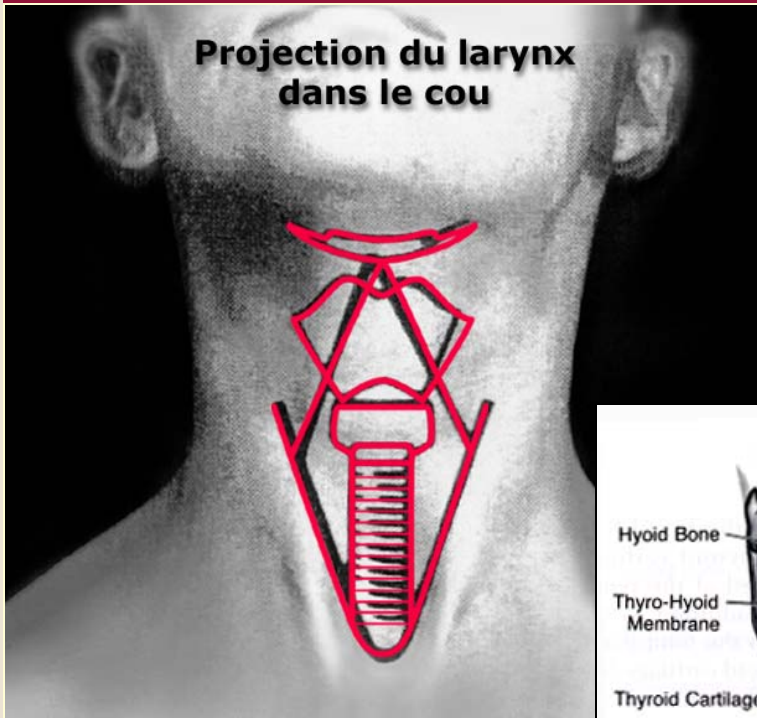 Projection du larynx
dans le cou
Hyoid Bone
Thyro-Hyoid
Membrane
Thyroid Cartilage